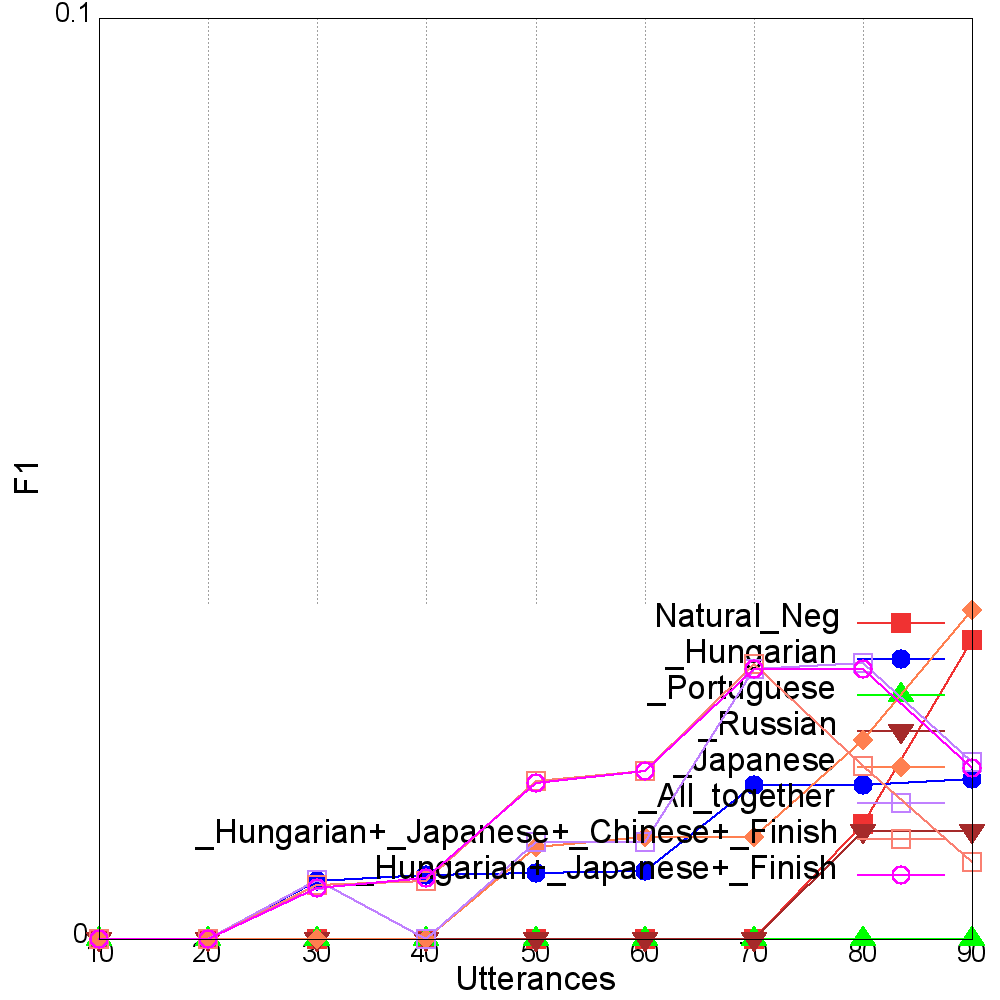 0.1
F1
Natural_Neg
_Hungarian
_Portuguese
_Russian
_Japanese
_All_together
_Hungarian+_Japanese+_Chinese+_Finish
_Hungarian+_Japanese+_Finish
0
10 20 30 40 50 60 70 80 90
Utterances